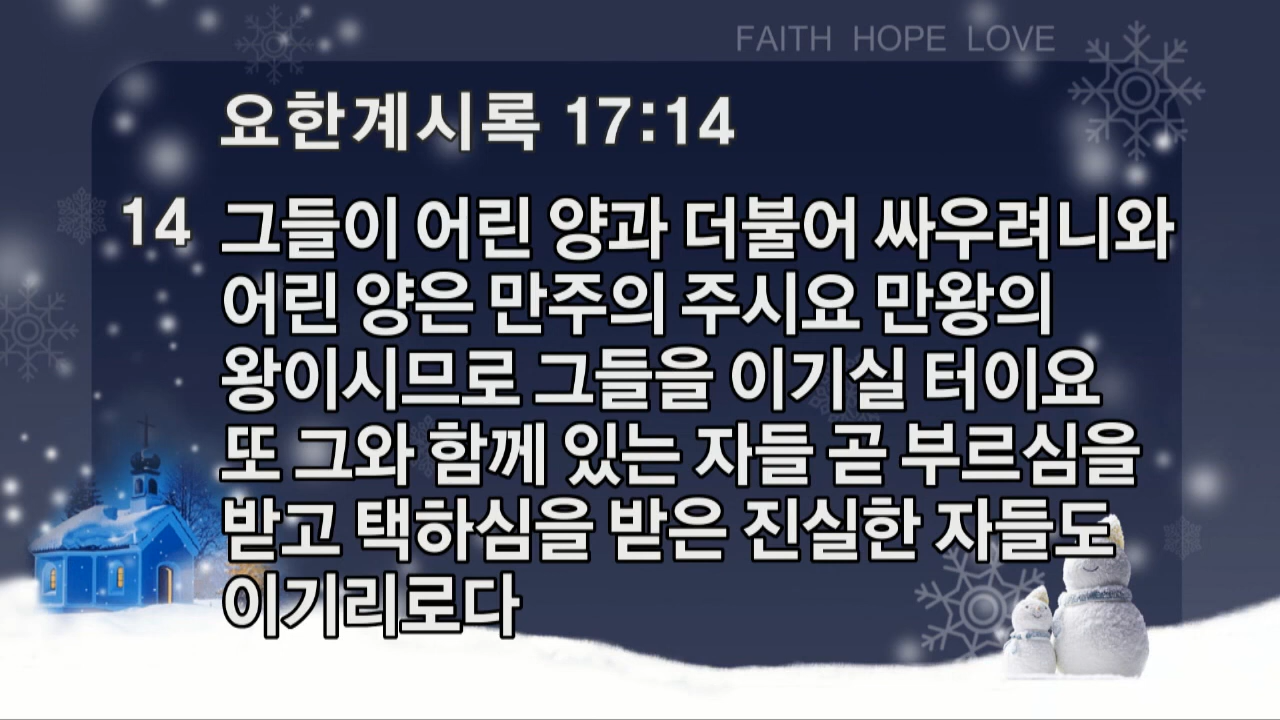 FAITH HOPE LOVE
요한계시록 17:14
14 그들이 어린 양과 더불어 싸우려니와
어린 양은 만주의 주시요 만왕의
왕이시므로 그들을 이기실 터이요
또 그와 함께 있는 자들 곧 부르심을
받고 택하심을 받은 진실한 자들도
이기리로다